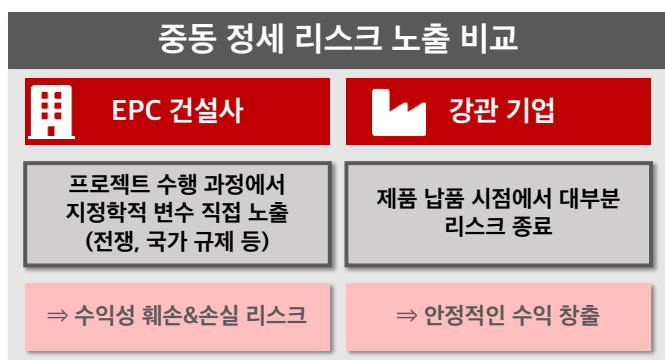 중동 정세 리스크 노출 비교
EPC 건설사
강관 기업
프로젝트 수행 과정에서
지정학적 변수 직접 노출
(전쟁, 국가 규제 등)
제품 납품 시점에서 대부분
리스크 종료
⇒ 수익성 훼손&손실 리스크
⇒ 안정적인 수익 창출